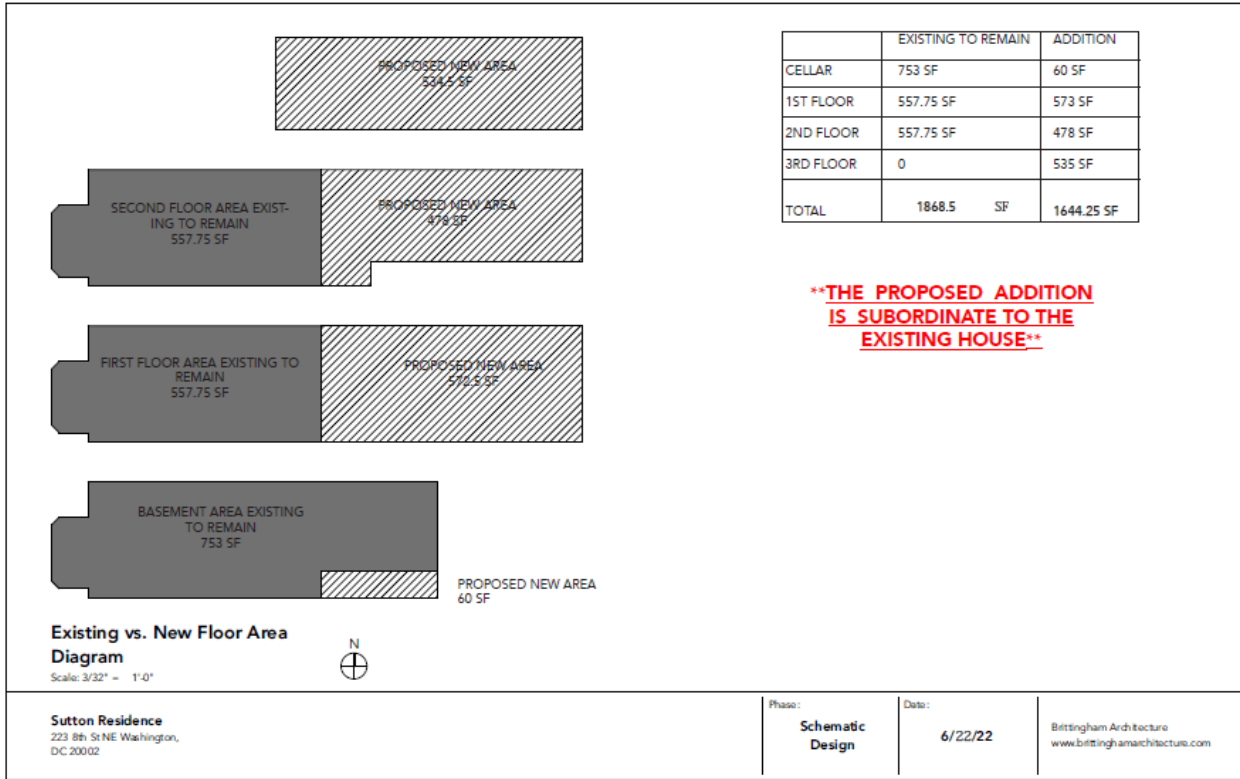 PROPOSED NEW AREA
534.5 SF
SECOND FLOOR AREA EXIST-
ING TO REMAIN
557.75 SF
PROPOSED NEW AREA
478 SF
FIRST FLOOR AREA EXISTING TO
REMAIN
557.75 SF
PROPOSED NEW AREA
572.5 SF
BASEMENT AREA EXISTING
TO REMAIN
753 SF
PROPOSED NEW AREA
60 SF
Existing vs. New Floor Area
Diagram
Scale: 3/32" = 1'-0"
N
EXISTING TO REMAIN ADDITION
CELLAR 753 SF 60 SF
1ST FLOOR 557.75 SF 573 SF
2ND FLOOR 557.75 SF 478 SF
3RD FLOOR 0 535 SF
TOTAL 1868.5 SF 1644.25 SF
**THE PROPOSED ADDITION
IS SUBORDINATE TO THE
EXISTING HOUSE**
Sutton Residence
223 8th St NE Washington,
DC 20002
Phase:
Schematic
Design
Date:
6/22/22
Brittingham Architecture
www.brittinghamarchitecture.com